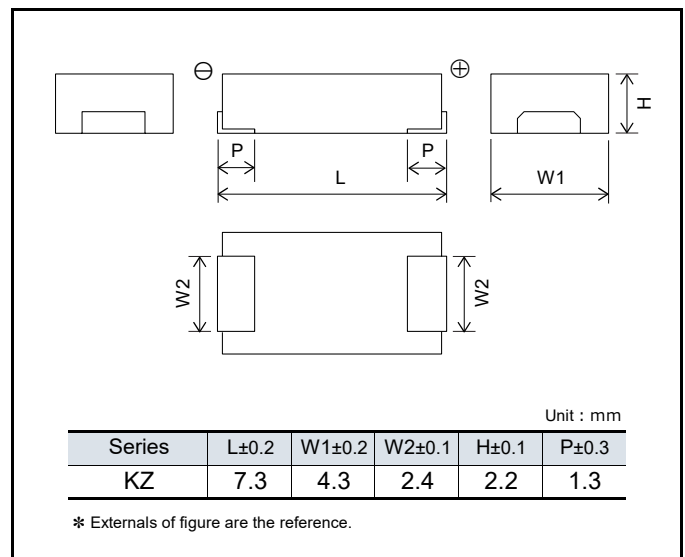 ⊖ ⊕
H
P P
L W1
W2 W2
Unit : mm
Series L±0.2 W1±0.2 W2±0.1 H±0.1 P±0.3
KZ 7.3 4.3 2.4 2.2 1.3
✻ Externals of figure are the reference.